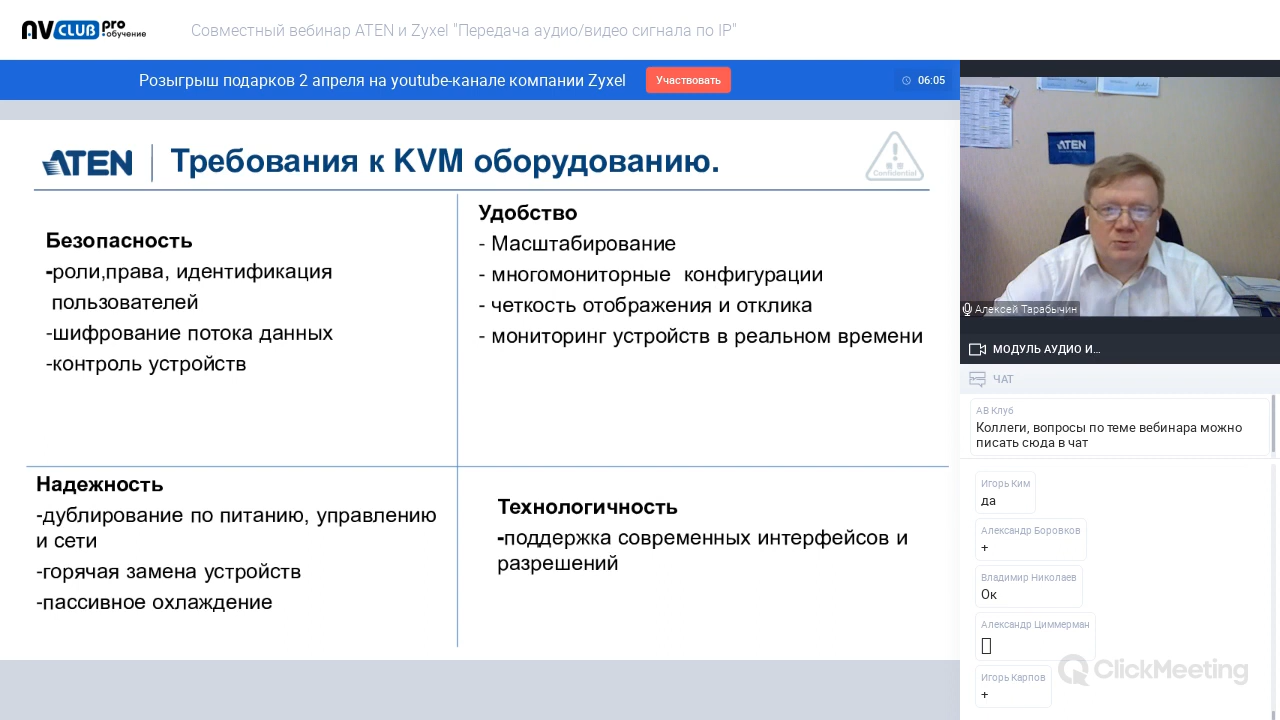 AVCLUB pro
.обучение
Совместный вебинар ATEN и Zyxel "Передача аудио/видео сигнала по IP"
Розыгрыш подарков 2 апреля на youtube-канале компании Zyxel
Участвовать
06:05
ATEN
Требования к KVM оборудованию.
Confidential
Безопасность
-роли,права, идентификация
пользователей
-шифрование потока данных
-контроль устройств
Удобство
- Масштабирование
- многомониторные конфигурации
- четкость отображения и отклика
- мониторинг устройств в реальном времени
Надежность
-дублирование по питанию, управлению
и сети
-горячая замена устройств
-пассивное охлаждение
Технологичность
-поддержка современных интерфейсов и
разрешений
ATEN
Алексей Тарабычин
МОДУЛЬ АУДИО И...
ЧАТ
АВ Клуб
Коллеги, вопросы по теме вебинара можно
писать сюда в чат
Игорь Ким
да
Александр Боровков
+
Владимир Николаев
Ок
Александр Циммерман
Игорь Карпов
+
ClickMeeting